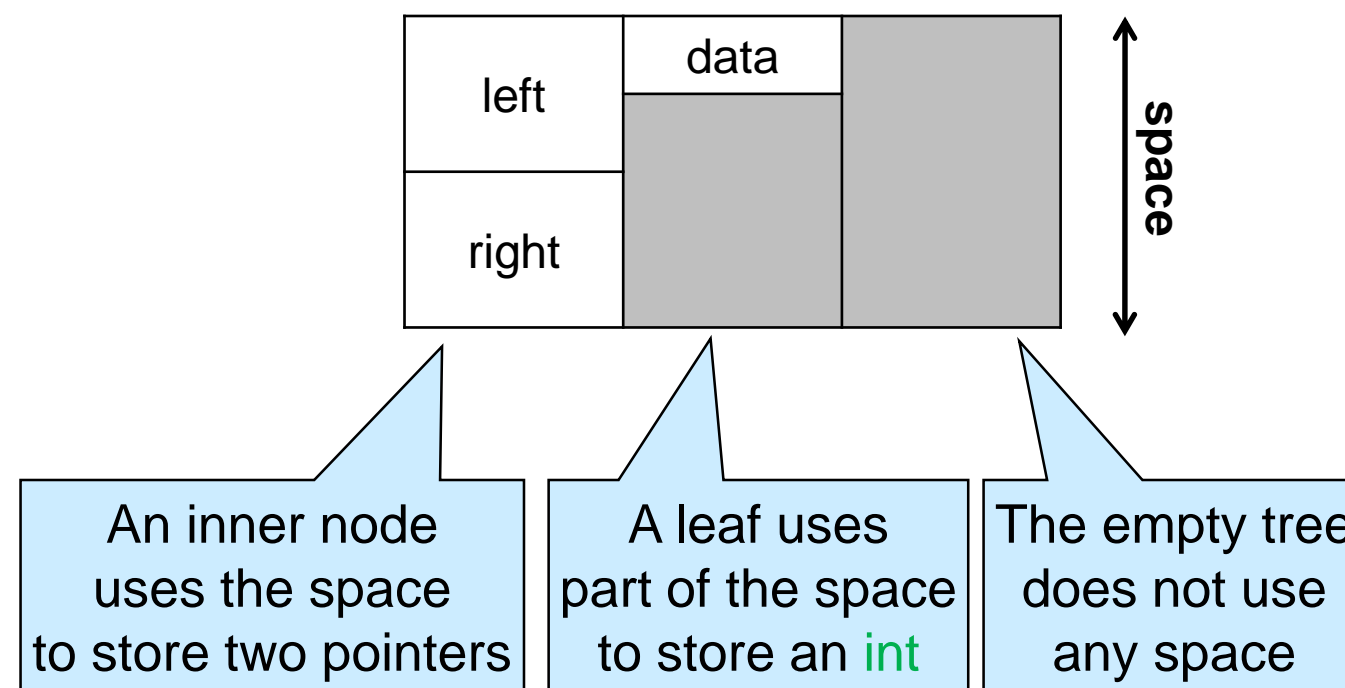 left
data
right
space
An inner node
uses the space
to store two pointers
A leaf uses
part of the space
to store an int
The empty tree
does not use
any space